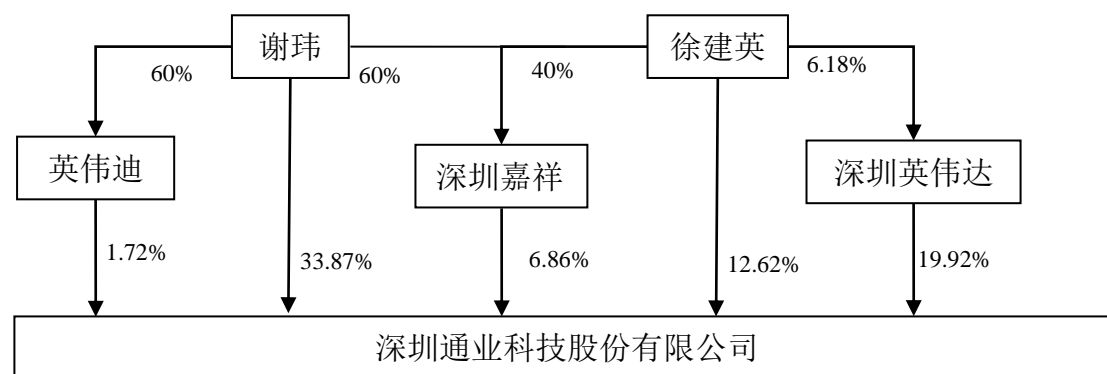 谢玮
徐建英
60%
60%
40%
6.18%
英伟迪
深圳嘉祥
深圳英伟达
1.72%
33.87%
6.86%
12.62%
19.92%
深圳通业科技股份有限公司